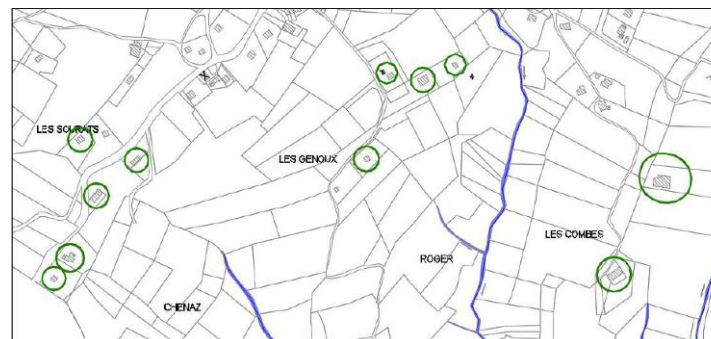 LES SOURATS
LES GENOUX
LES COMBES
ROGER
CHENAZ